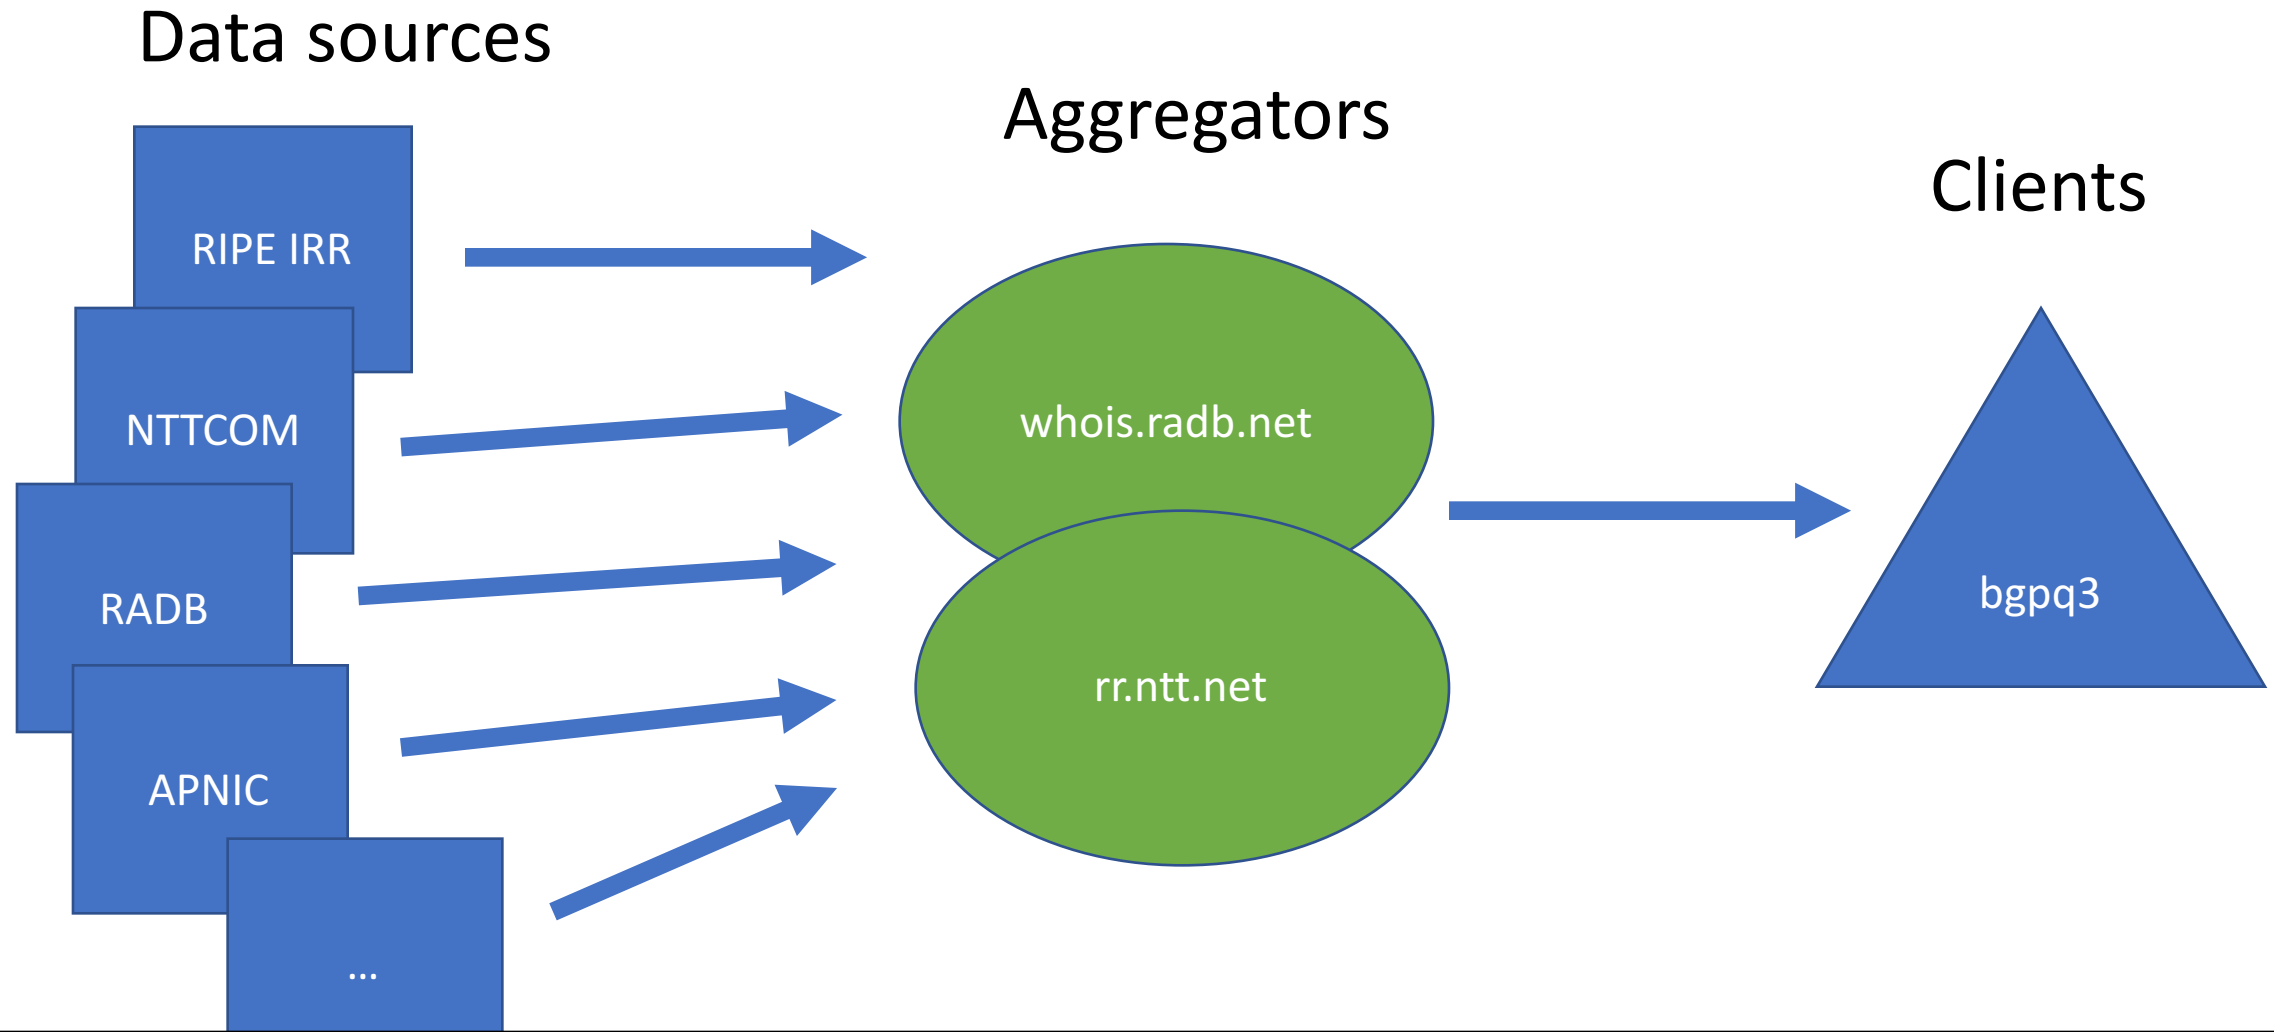 Data sources
RIPE IRR
NTTCOM
RADB
APNIC
...
Aggregators
whois.radb.net
rr.ntt.net
Clients
bgpq3